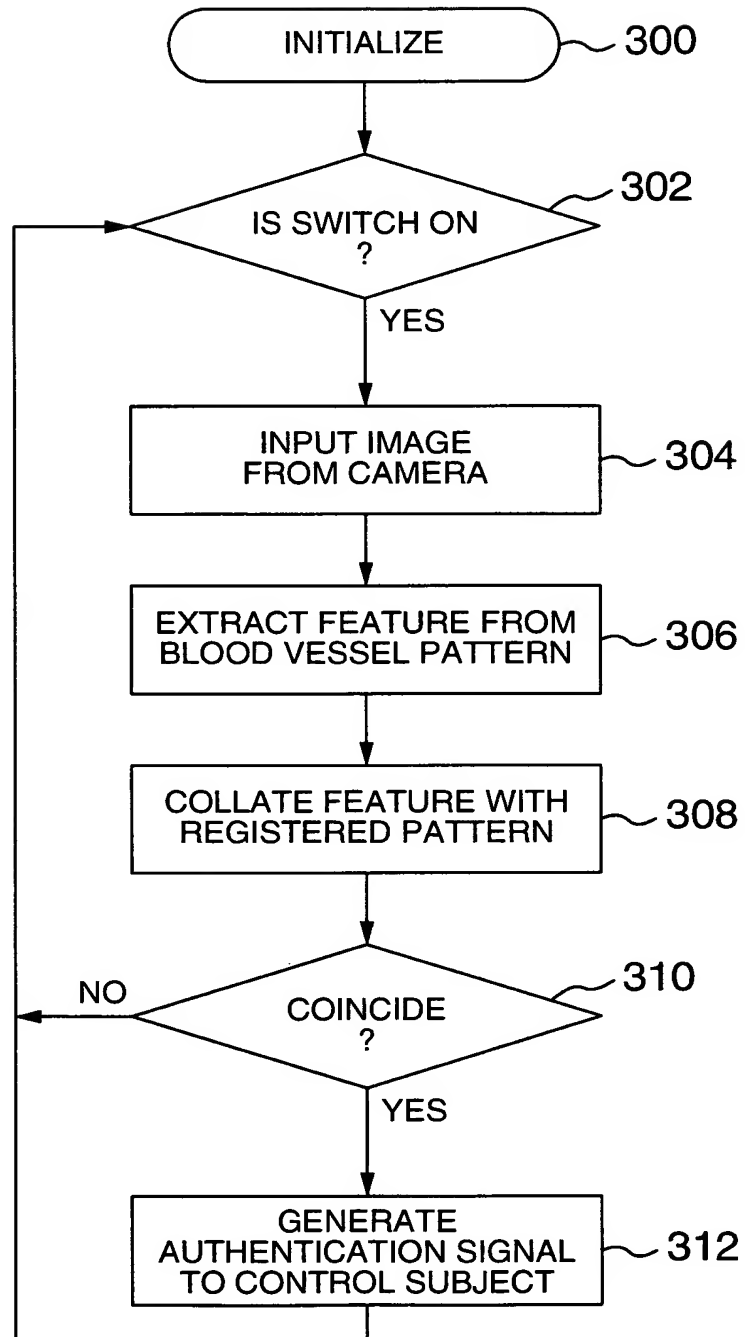 INITIALIZE
300
302
IS SWITCH ON
?
YES
INPUT IMAGE
FROM CAMERA
304
EXTRACT FEATURE FROM
BLOOD VESSEL PATTERN
306
COLLATE FEATURE WITH
REGISTERED PATTERN
308
310
NO
COINCIDE
?
YES
GENERATE
AUTHENTICATION SIGNAL
TO CONTROL SUBJECT
312